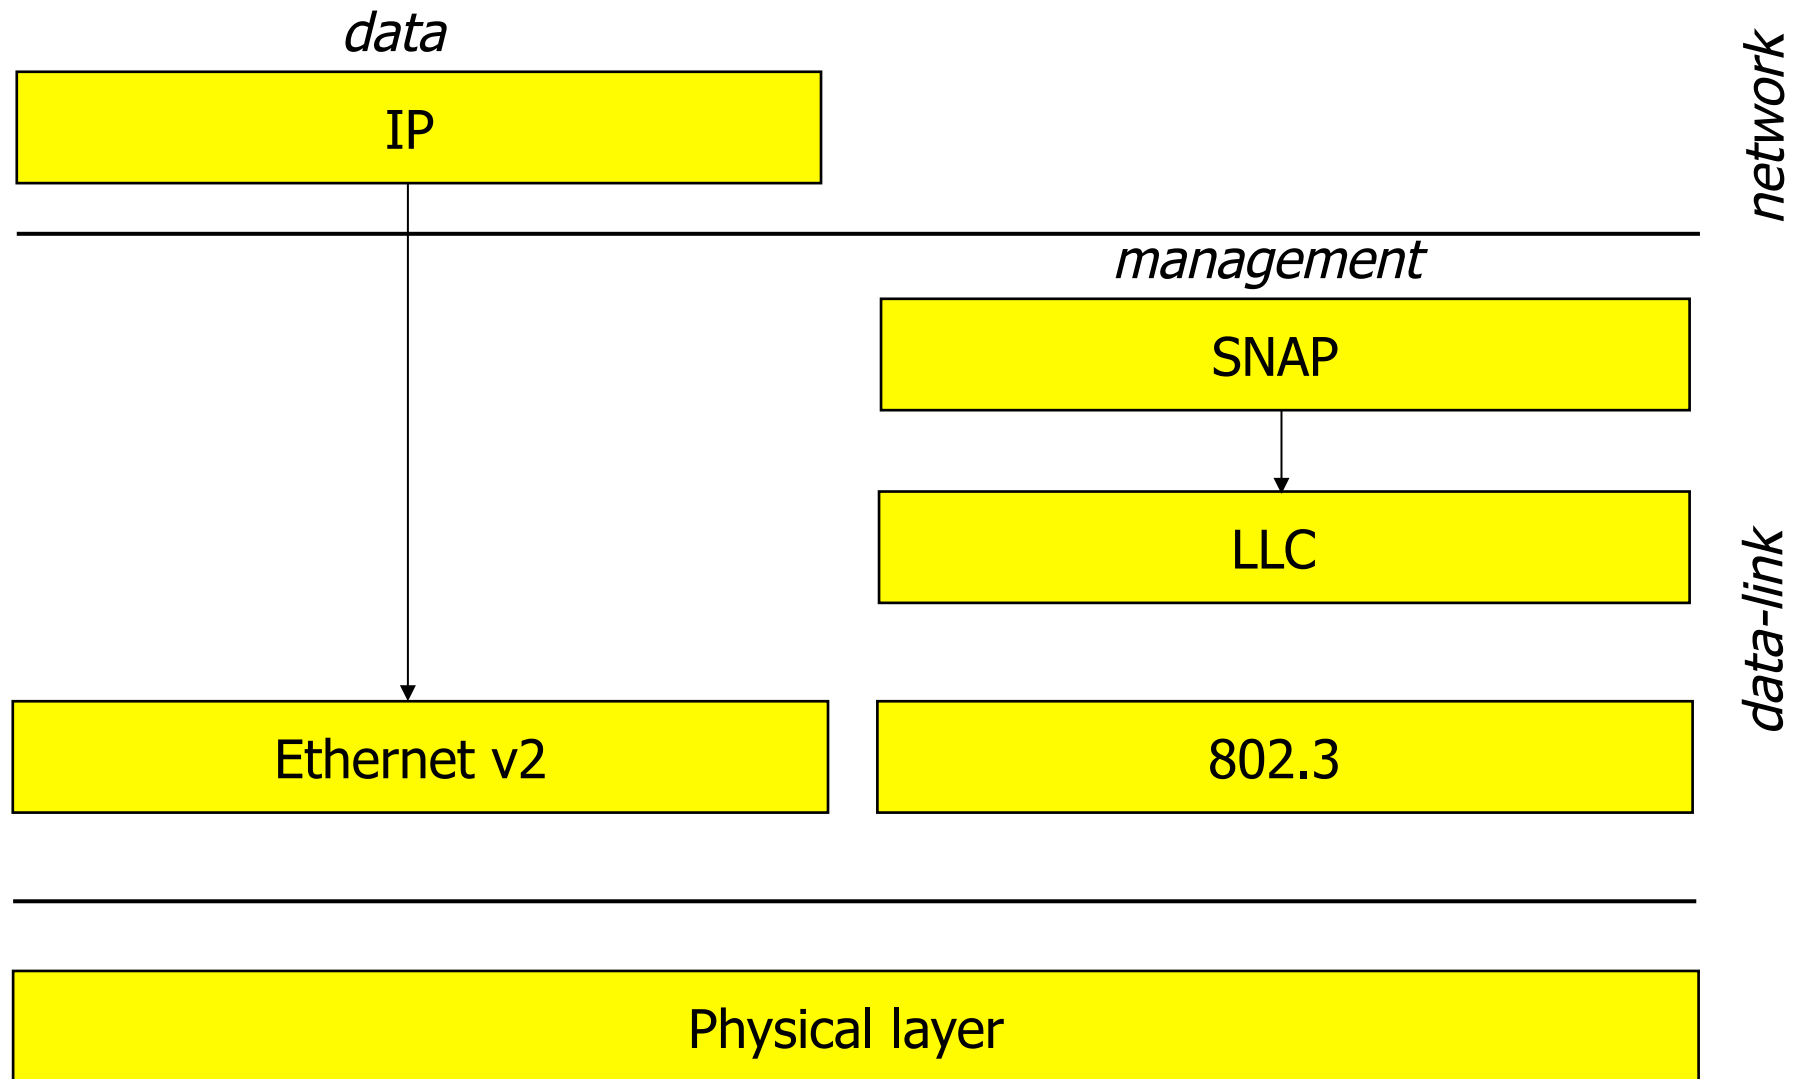 data
IP
network
management
SNAP
LLC
data-link
Ethernet v2
802.3
Physical layer